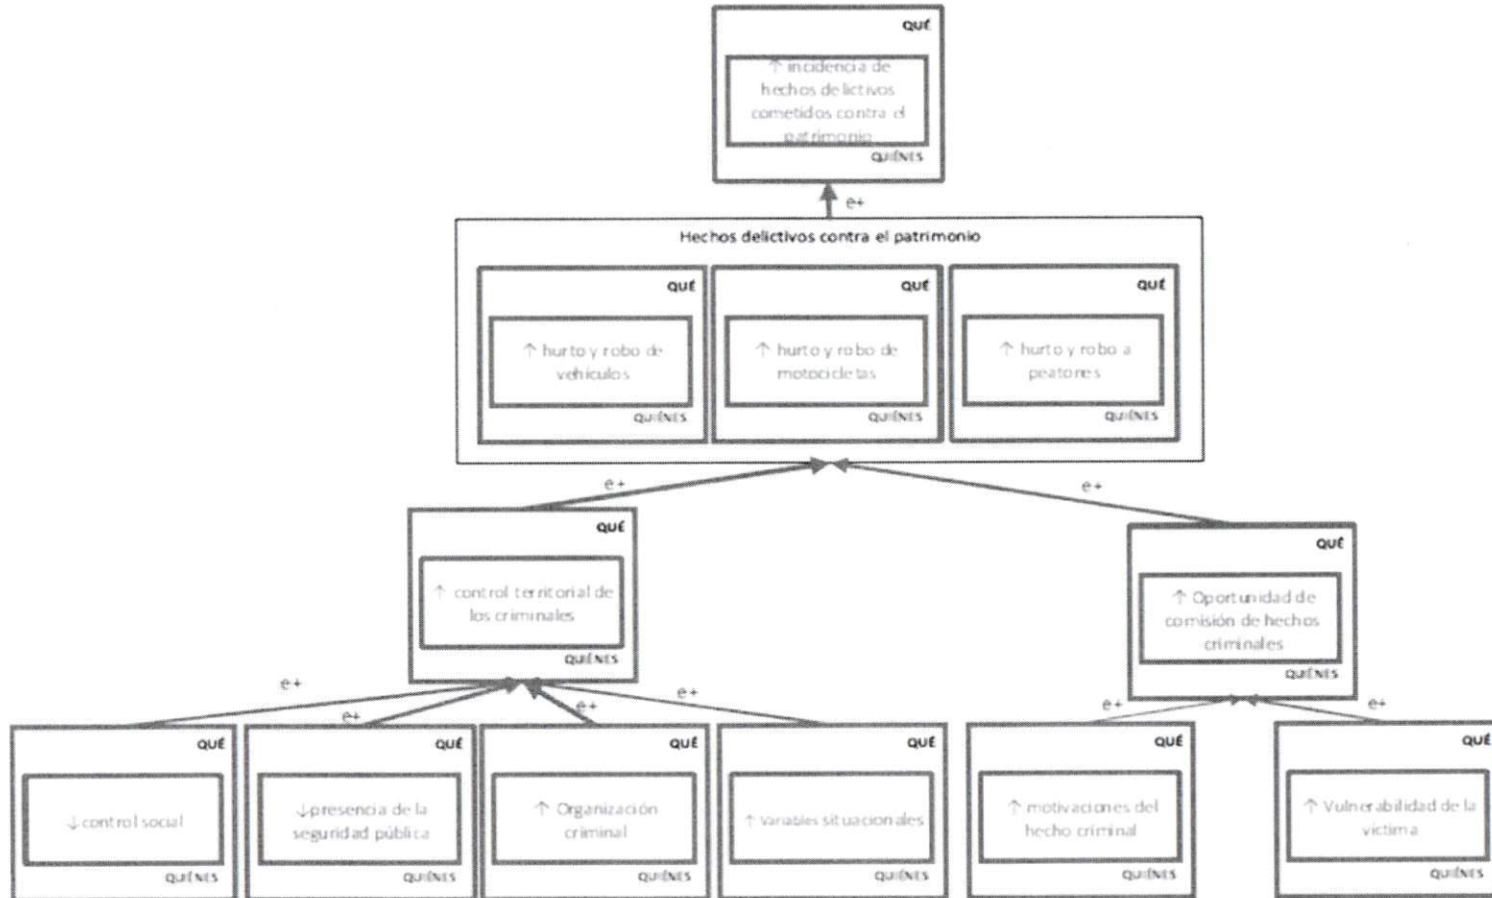 QUÉ
↑ incidencia de
hechos delictivos
cometidos contra el
patrimonio
QUIÉNES
e+
Hechos delictivos contra el patrimonio
QUÉ
↑ hurto y robo de
vehículos
QUIÉNES
QUÉ
↑ hurto y robo de
motocicletas
QUIÉNES
QUÉ
↑ hurto y robo a
peatones
QUIÉNES
e+
e+
QUÉ
↑ control territorial de
los criminales
QUIÉNES
QUÉ
↑ Oportunidad de
comisión de hechos
criminales
QUIÉNES
e+
e+
e+
e+
e+
e+
QUÉ
↓control social
QUIÉNES
QUÉ
↓presencia de la
seguridad pública
QUIÉNES
QUÉ
↑ Organización
criminal
QUIÉNES
QUÉ
↑ Variables situacionales
QUIÉNES
QUÉ
↑ motivaciones del
hecho criminal
QUIÉNES
QUÉ
↑ Vulnerabilidad de la
víctima
QUIÉNES